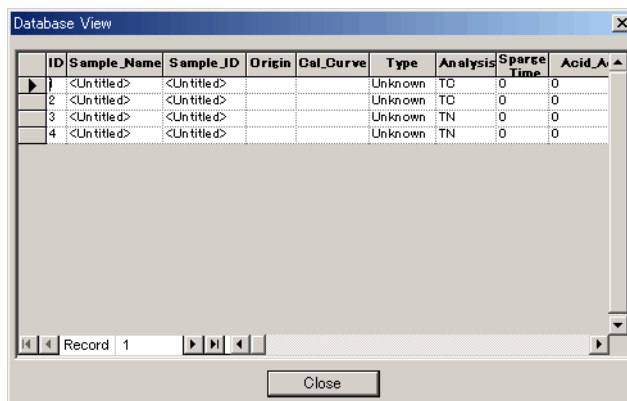 Database View
ID Sample_Name Sample_ID Origin Cal_Curve Type Analysis Sparge Time Acid_A
1 <Untitled> <Untitled> Unknown TC 0 0
2 <Untitled> <Untitled> Unknown TC 0 0
3 <Untitled> <Untitled> Unknown TN 0 0
4 <Untitled> <Untitled> Unknown TN 0 0
Record 1
Close